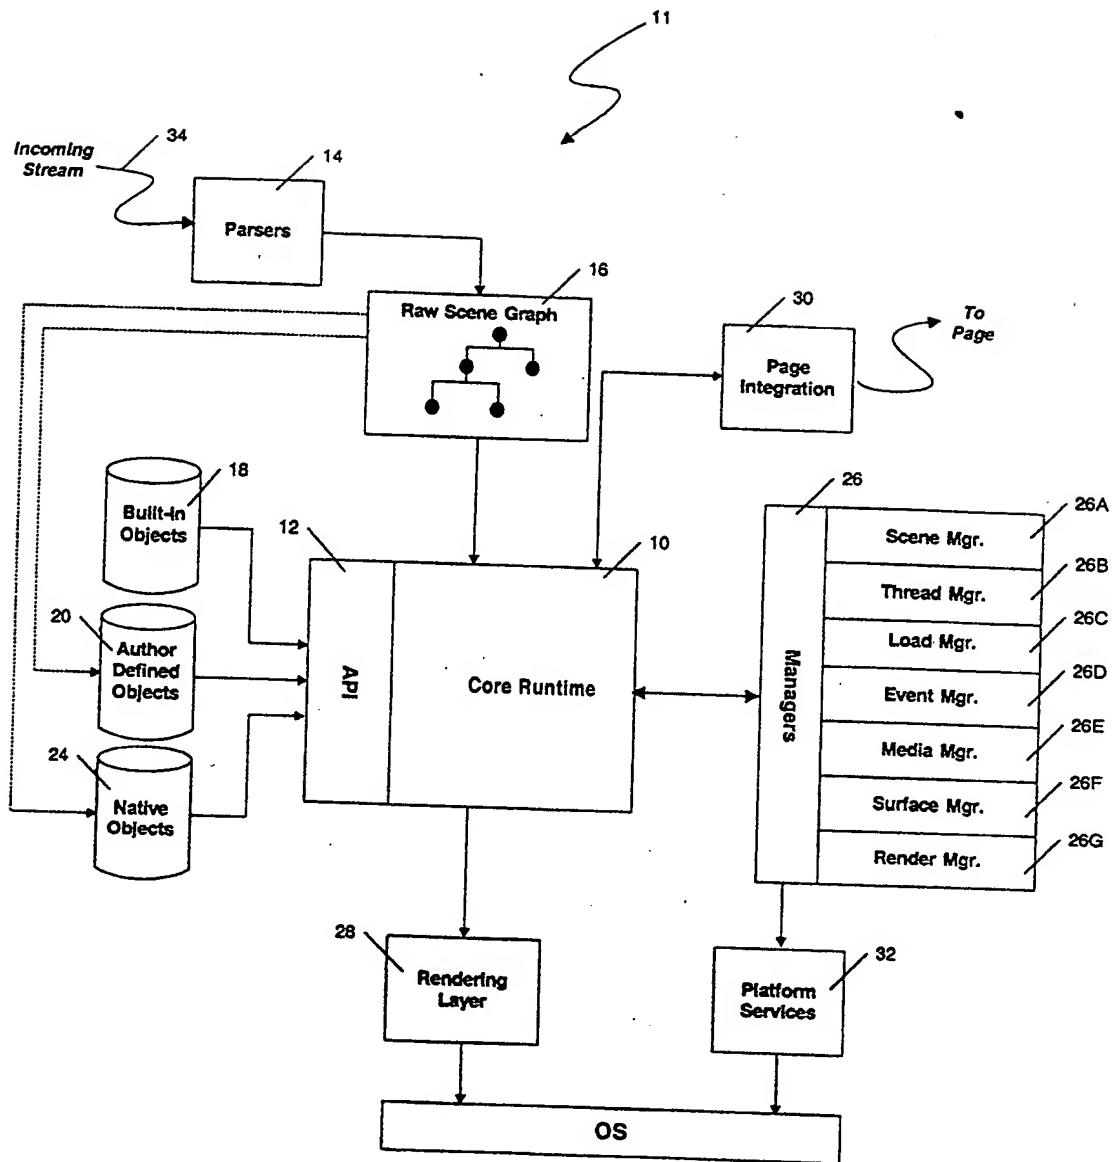 11
34
Incoming
Stream
14
Parsers
16
Raw Scene Graph
30
To
Page
Page
Integration
18
Built-In
Objects
12
10
26
26A
Scene Mgr.
26B
Thread Mgr.
26C
Load Mgr.
26D
Event Mgr.
26E
Media Mgr.
26F
Surface Mgr.
26G
Render Mgr.
Managers
20
Author
Defined
Objects
API
Core Runtime
24
Native
Objects
28
Rendering
Layer
32
Platform
Services
OS